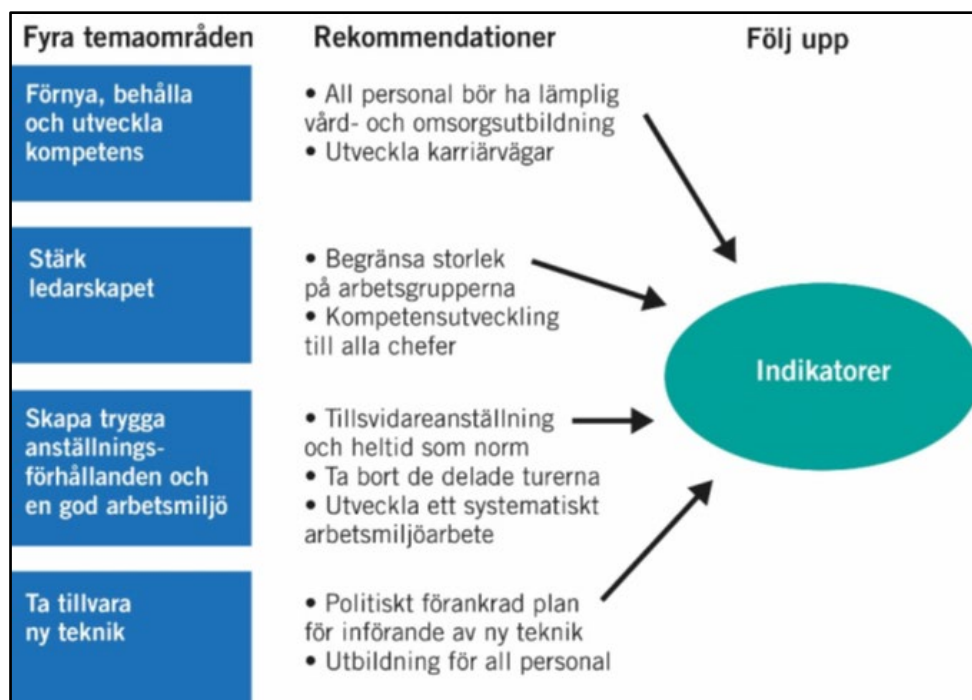 Fyra temaområden
Rekommendationer
Följ upp
Förnya, behålla
och utveckla
kompetens
• All personal bör ha lämplig
vård- och omsorgsutbildning
• Utveckla karriärvägar
Stärk
ledarskapet
• Begränsa storlek
på arbetsgrupperna
• Kompetensutveckling
till alla chefer
Skapa trygga
anställnings-
förhållanden och
en god arbetsmiljö
• Tillsvidareanställning
och heltid som norm
• Ta bort de delade turerna
• Utveckla ett systematiskt
arbetsmiljöarbete
Ta tillvara
ny teknik
• Politiskt förankrad plan
för införande av ny teknik
• Utbildning för all personal
Indikatorer